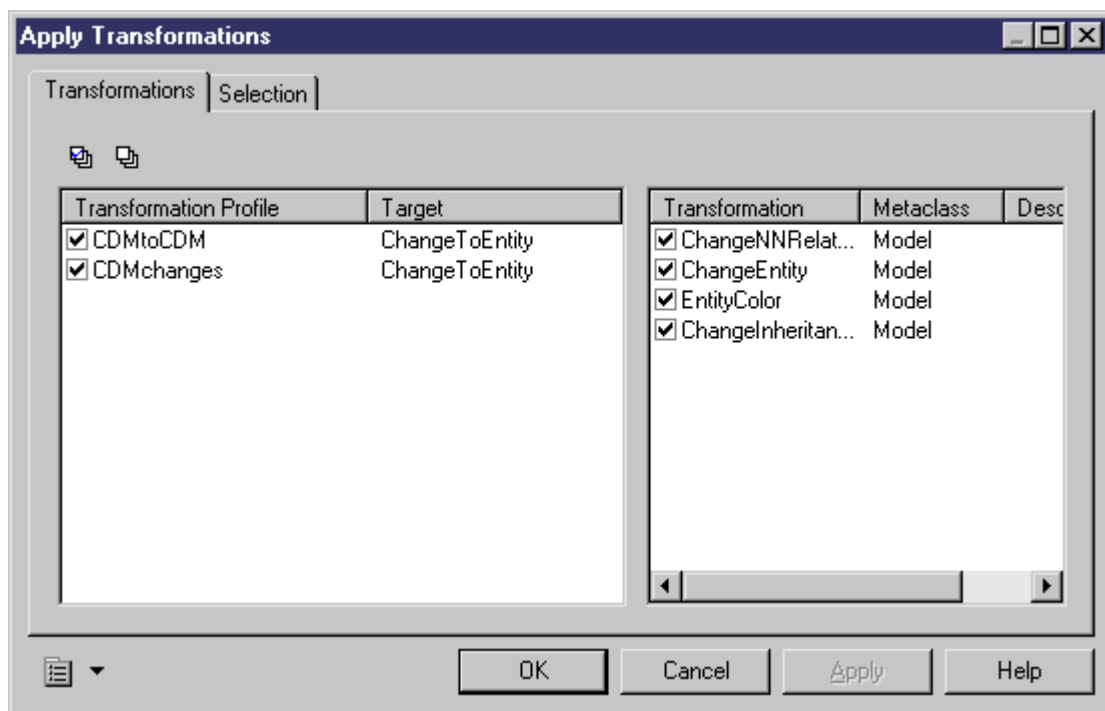 Apply Transformations
Transformations Selection
Transformation Profile Target
CDMtoCDM ChangeToEntity
CDMchanges ChangeToEntity
Transformation Metaclass Desc
ChangeNNRelat... Model
ChangeEntity Model
EntityColor Model
ChangeInheritan... Model
OK Cancel Apply Help